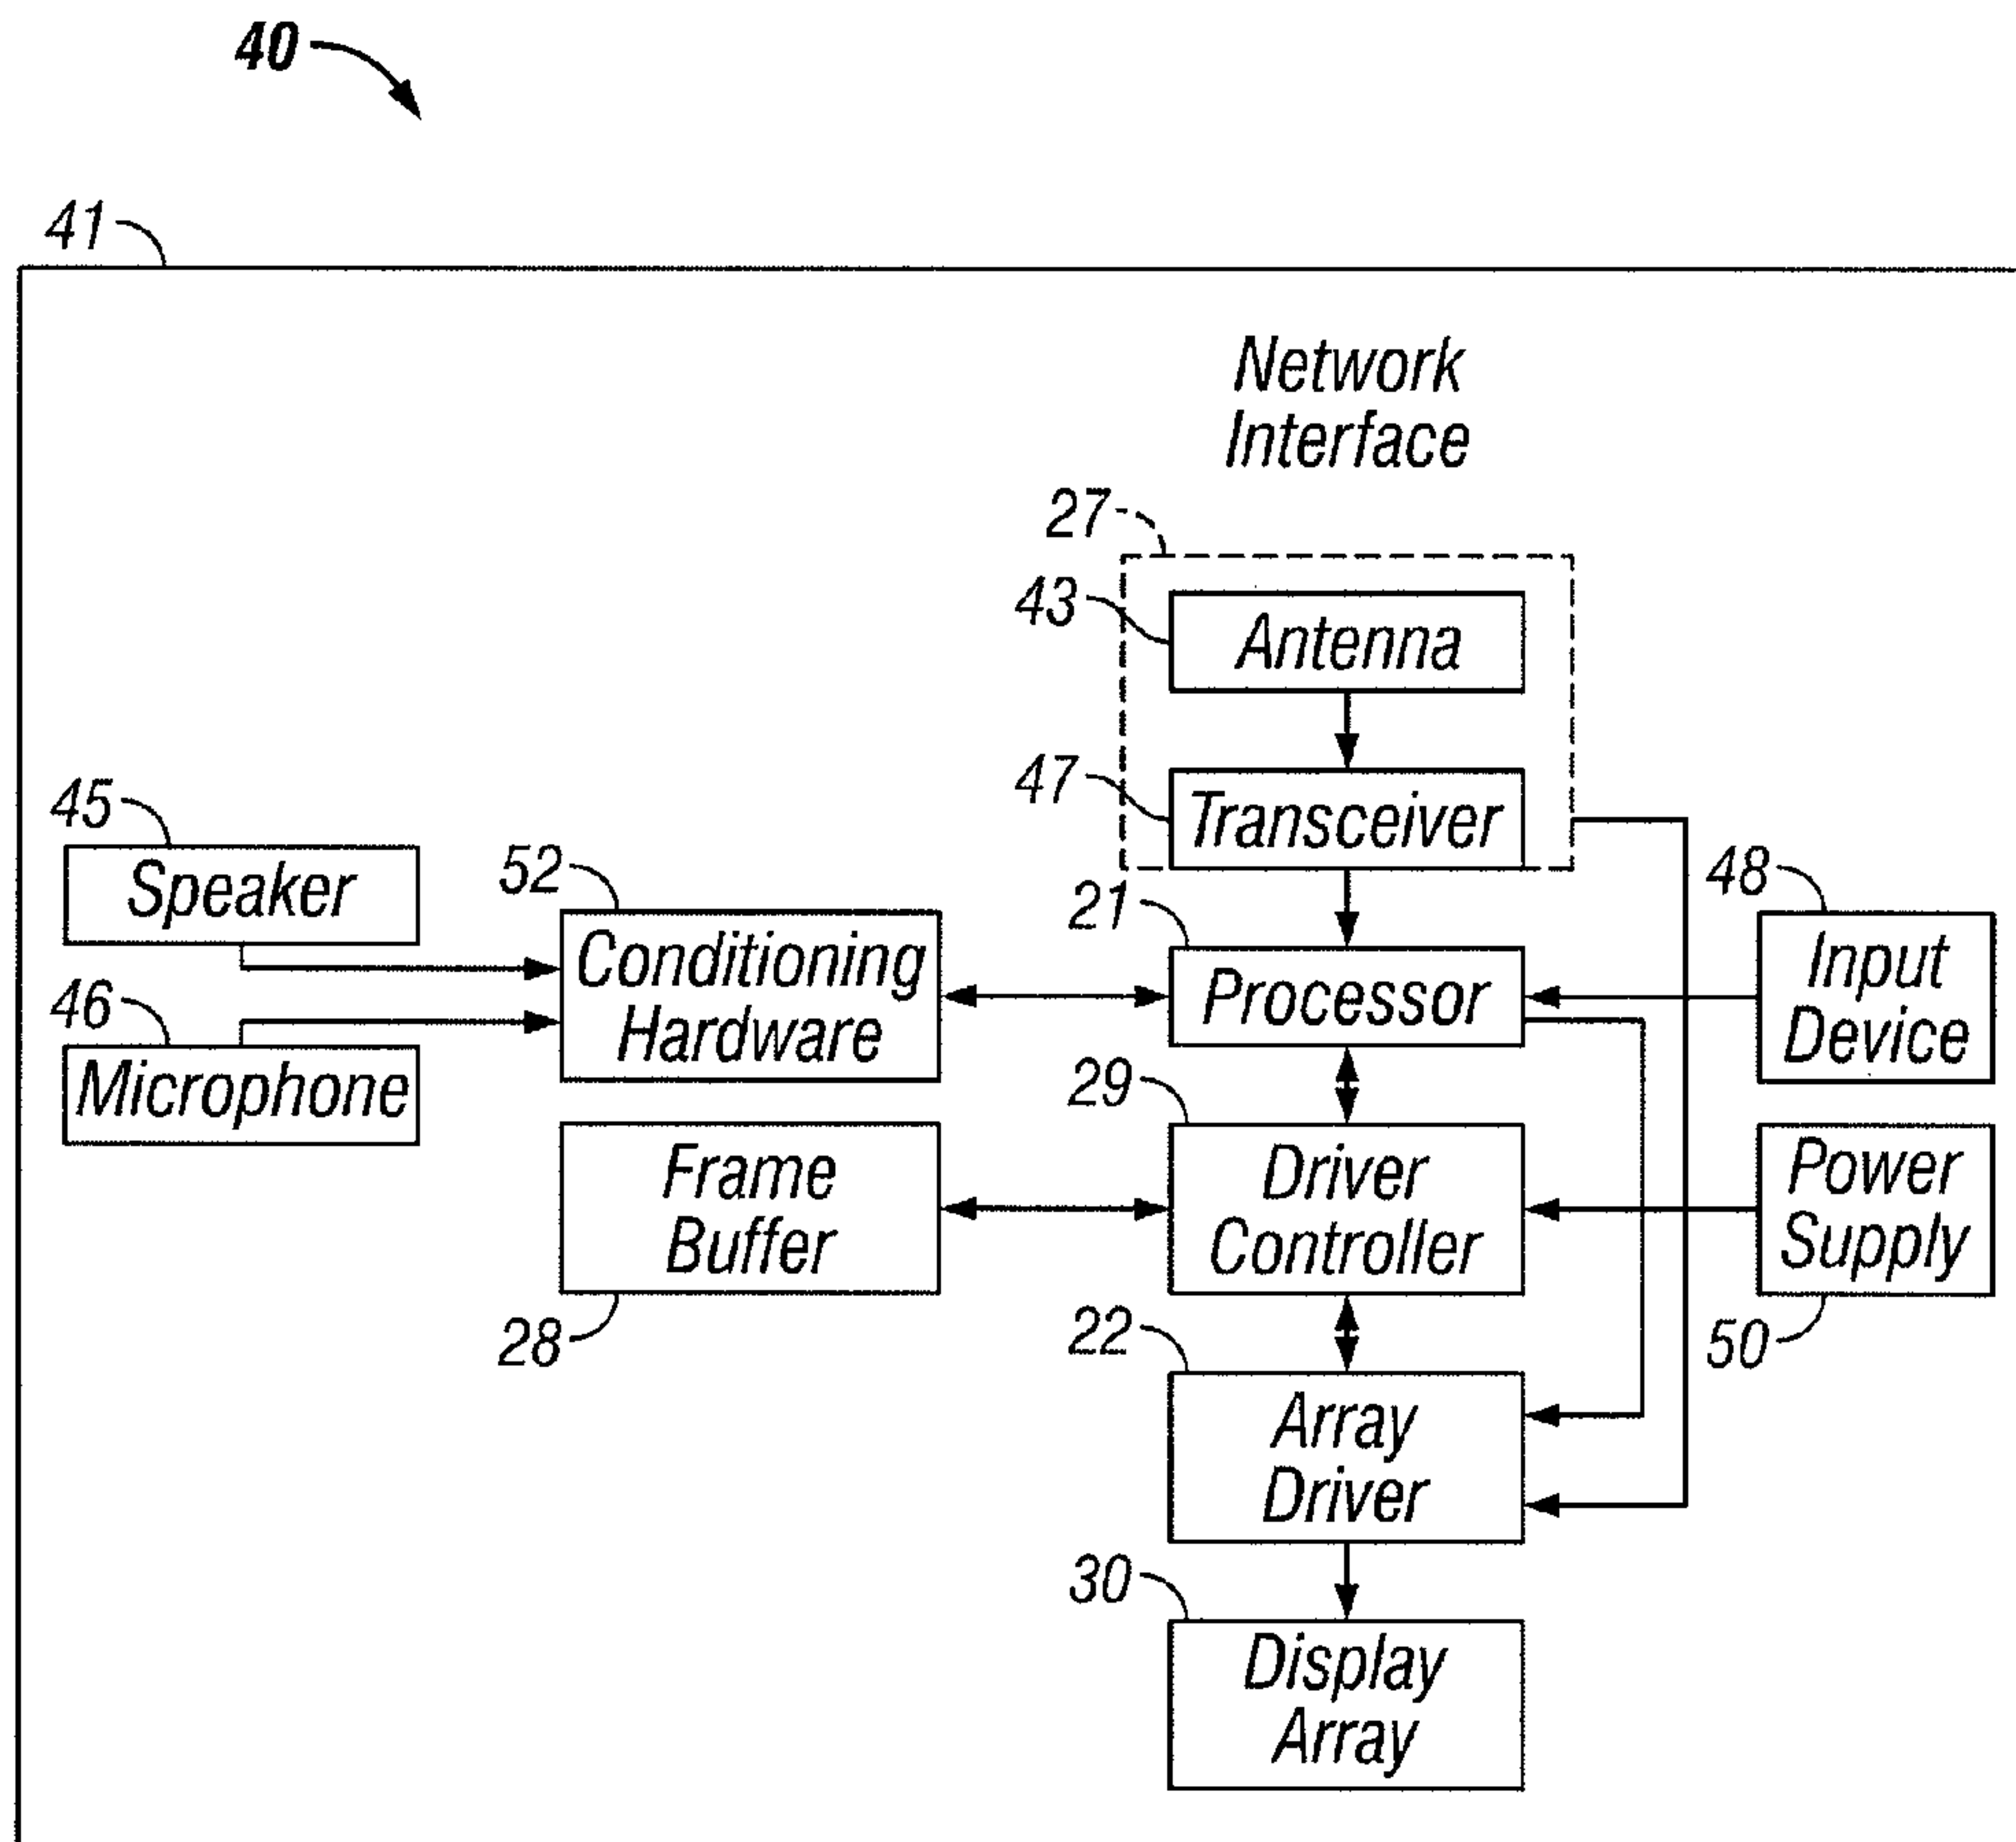 40
41
Network
Interface
27
43
Antenna
47
Transceiver
45
Speaker
52
Conditioning
Hardware
21
Processor
48
Input
Device
46
Microphone
29
Driver
Controller
Frame
Buffer
28
Power
Supply
50
22
Array
Driver
30
Display
Array